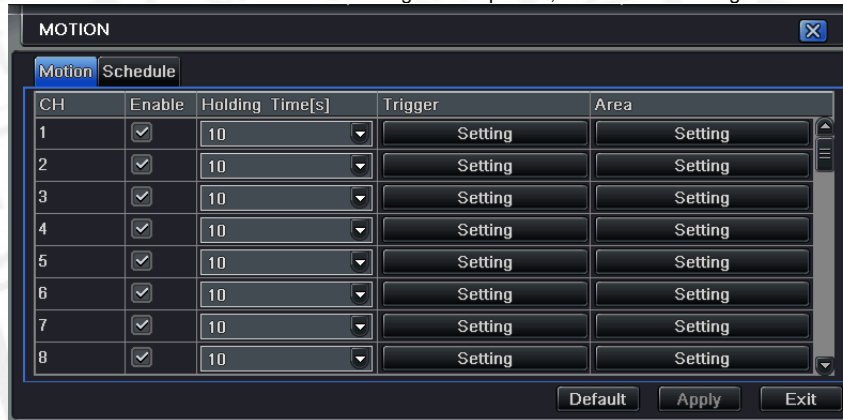 MOTION
Motion Schedule
CH Enable Holding Time[s] Trigger Area
1 10 Setting Setting
2 10 Setting Setting
3 10 Setting Setting
4 10 Setting Setting
5 10 Setting Setting
6 10 Setting Setting
7 10 Setting Setting
8 10 Setting Setting
Default Apply Exit